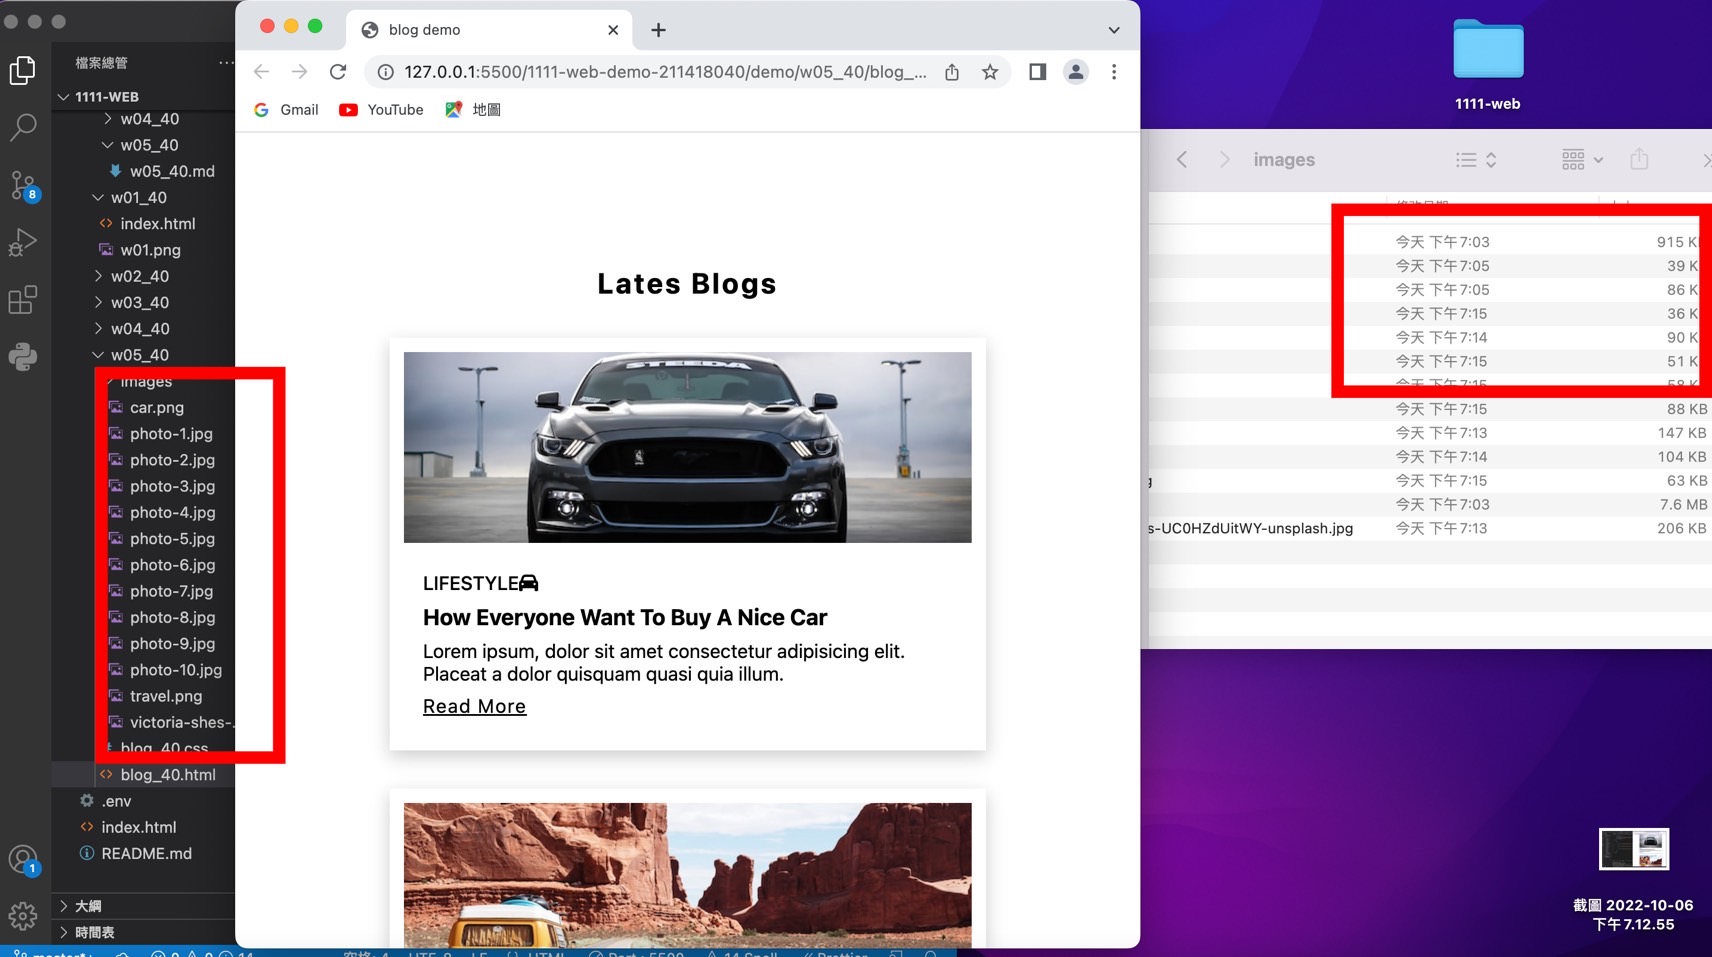 檔案總管
1111-WEB
w04_40
w05_40
w05_40.md
w01_40
index.html
w01.png
w02_40
w03_40
w04_40
w05_40
images
car.png
photo-1.jpg
photo-2.jpg
photo-3.jpg
photo-4.jpg
photo-5.jpg
photo-6.jpg
photo-7.jpg
photo-8.jpg
photo-9.jpg
photo-10.jpg
travel.png
victoria-shes-.
blog_40.css
blog_40.html
.env
index.html
README.md
大綱
時間表
8
1
blog demo
127.0.0.1:5500/1111-web-demo-211418040/demo/w05_40/blog_...
Gmail
YouTube
地圖
Lates Blogs
STEEDA
LIFESTYLE
How Everyone Want To Buy A Nice Car
Lorem ipsum, dolor sit amet consectetur adipisicing elit.
Placeat a dolor quisquam quasi quia illum.
Read More
1111-web
images
今天 下午7:03 915 K
今天 下午7:05 39 K
今天 下午7:05 86 K
今天 下午7:15 36 K
今天 下午7:14 90 K
今天 下午7:15 51 K
今天 下午7:15 58 K
今天 下午7:15 88 KB
今天 下午7:13 147 KB
今天 下午7:14 104 KB
今天 下午7:15 63 KB
今天 下午7:03 7.6 MB
s-UC0HZdUitWY-unsplash.jpg 今天 下午7:13 206 KB
截圖 2022-10-06
下午7.12.55